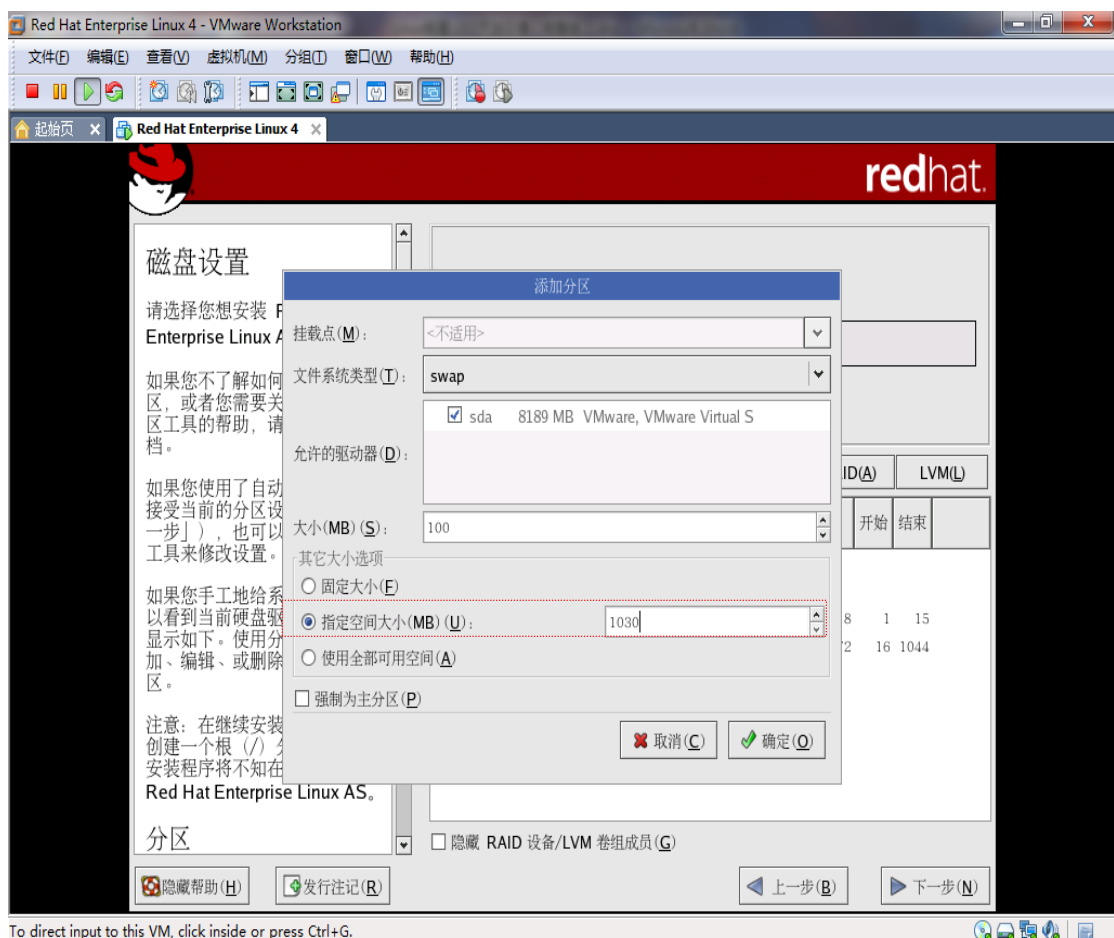 Red Hat Enterprise Linux 4 - VMware Workstation
文件(F) 编辑(E) 查看(V) 虚拟机(M) 分组(T) 窗口(W) 帮助(H)
起始页 Red Hat Enterprise Linux 4
redhat.
磁盘设置
请选择您想安装
Enterprise Linux A
如果您不了解如何
区，或者您需要关
区工具的帮助，请
档。
如果您使用了自动
接受当前的分区设
一步」），也可以
工具来修改设置。
如果您手工地给系
以看到当前硬盘驱
显示如下。使用分
加、编辑、或删除
区。
注意：在继续安装
创建一个根（/）
安装程序将不知在
Red Hat Enterprise Linux AS。
分区
添加分区
挂载点(M)：
<不适用>
文件系统类型(T)：
swap
允许的驱动器(D)：
sda 8189 MB VMware, VMware Virtual S
大小(MB) (S)：
100
其它大小选项
固定大小(F)
指定空间大小(MB) (U)：
1030
使用全部可用空间(A)
强制为主分区(P)
取消(C)
确定(O)
ID(A)
LVM(L)
开始 结束
8 1 15
2 16 1044
隐藏 RAID 设备/LVM 卷组成员(G)
隐藏帮助(H)
发行注记(R)
上一步(B)
下一步(N)
To direct input to this VM, click inside or press Ctrl+G.